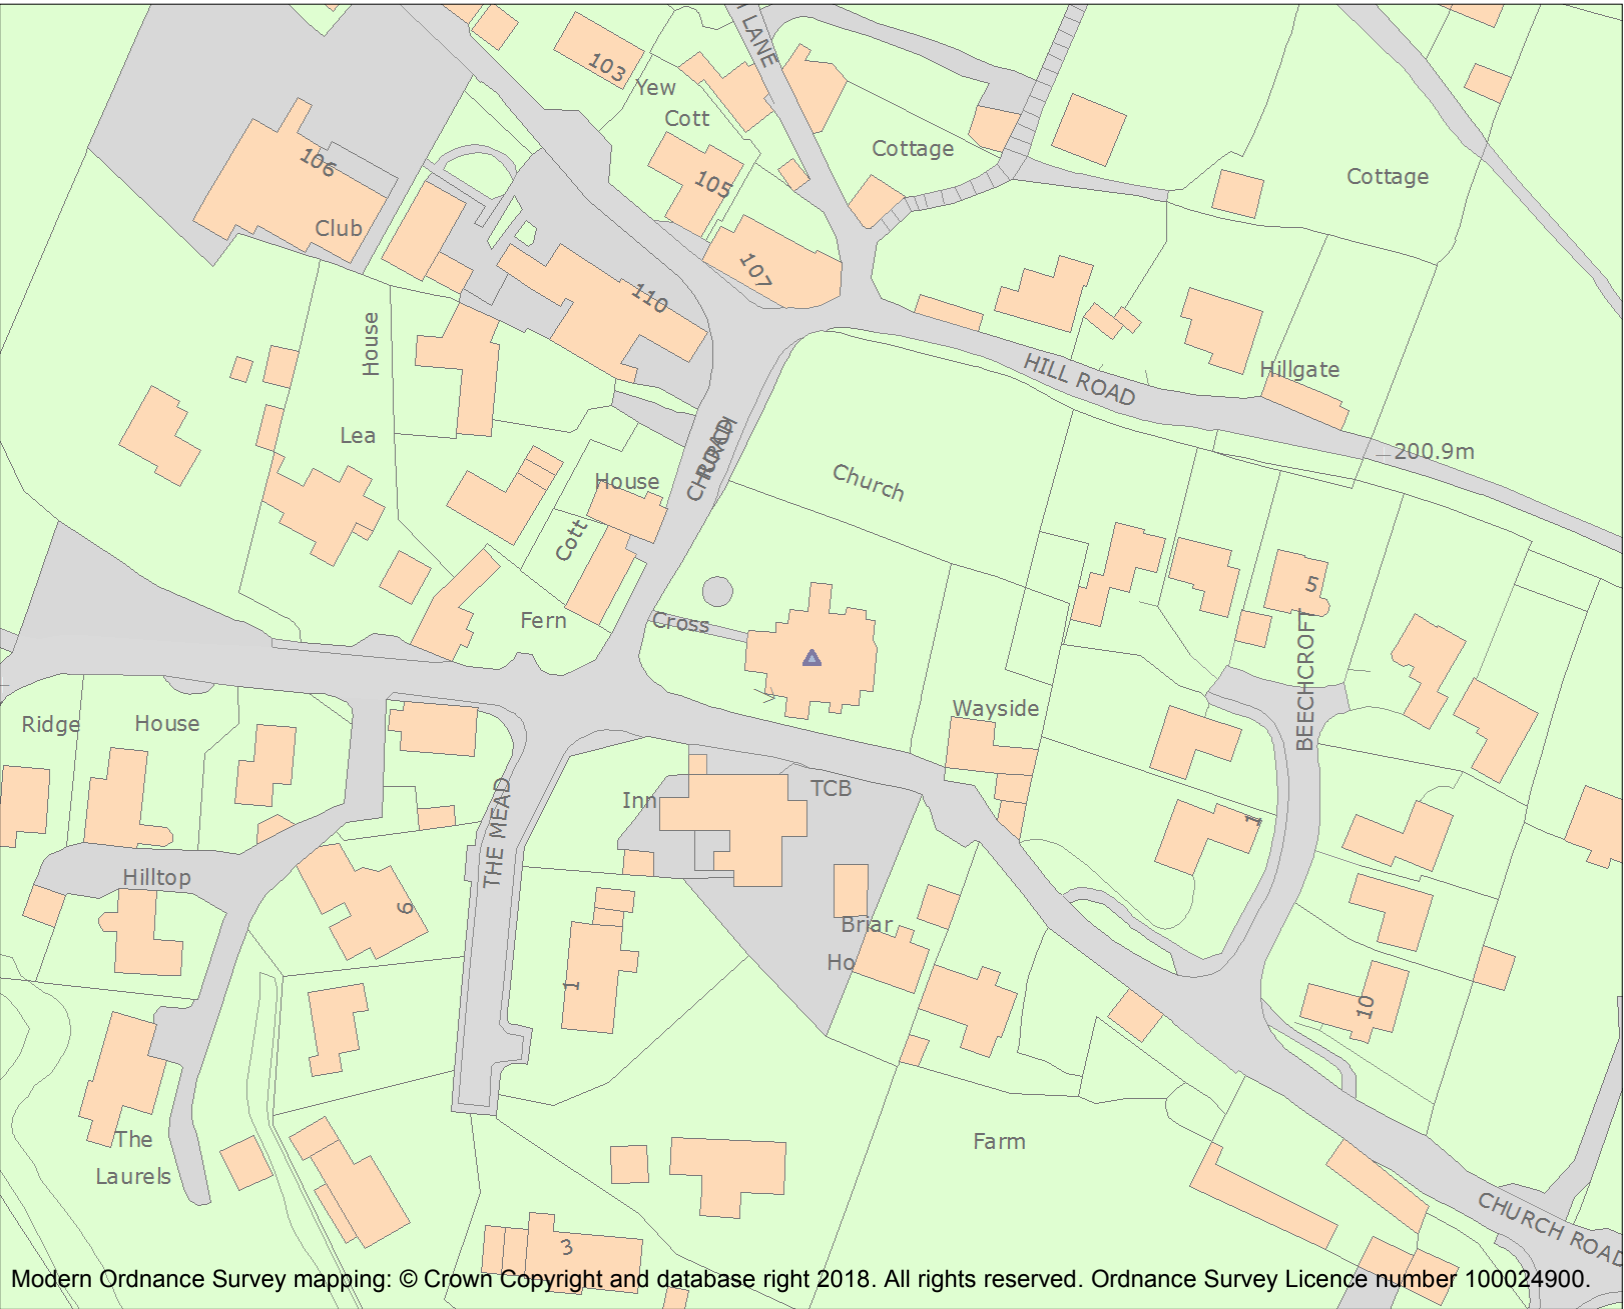 LANE
103
Yew
Cott
Cottage
106
105
Cottage
Club
107
110
House
HILL ROAD
Hillgate
Lea
200.9m
CHURCH
ROAD
House
Church
Cott
5
Fern
Cross
BEECHCROFT
Ridge
House
Wayside
Inn
TCB
THE MEAD
1
Hilltop
6
Briar
Ho
1
10
The
Laurels
Farm
CHURCH ROAD
3
Modern Ordnance Survey mapping: © Crown Copyright and database right 2018. All rights reserved. Ordnance Survey Licence number 100024900.